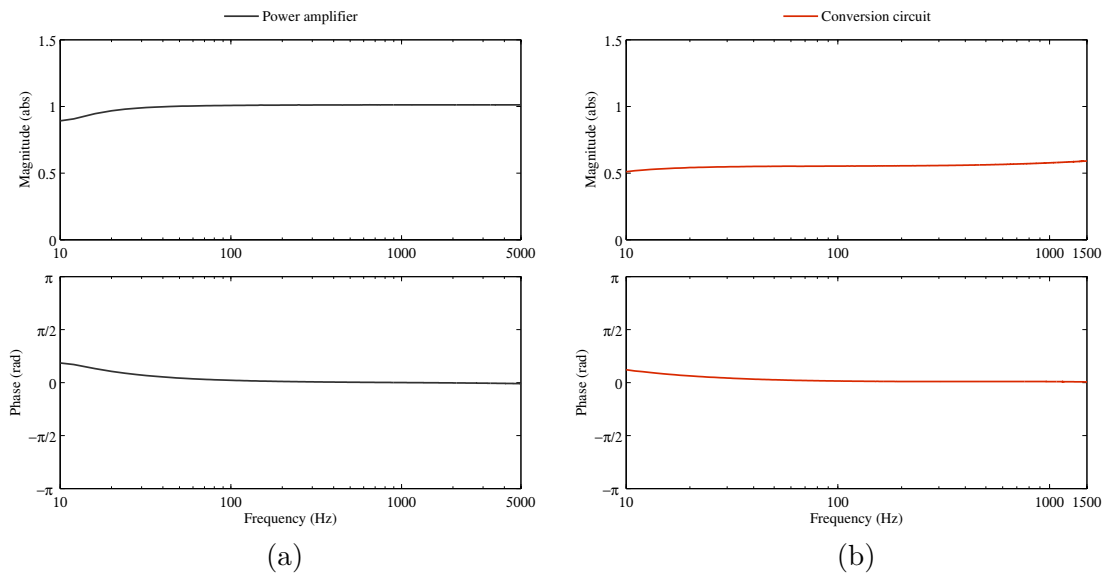 Power amplifier
1.5
1
0.5
0
Magnitude (abs)
10 100 1000 5000
π
π/2
0
−π/2
−π
Phase (rad)
10 100 1000 5000
Frequency (Hz)
(a)
Conversion circuit
1.5
1
0.5
0
Magnitude (abs)
10 100 1000 1500
π
π/2
0
−π/2
−π
Phase (rad)
10 100 1000 1500
Frequency (Hz)
(b)